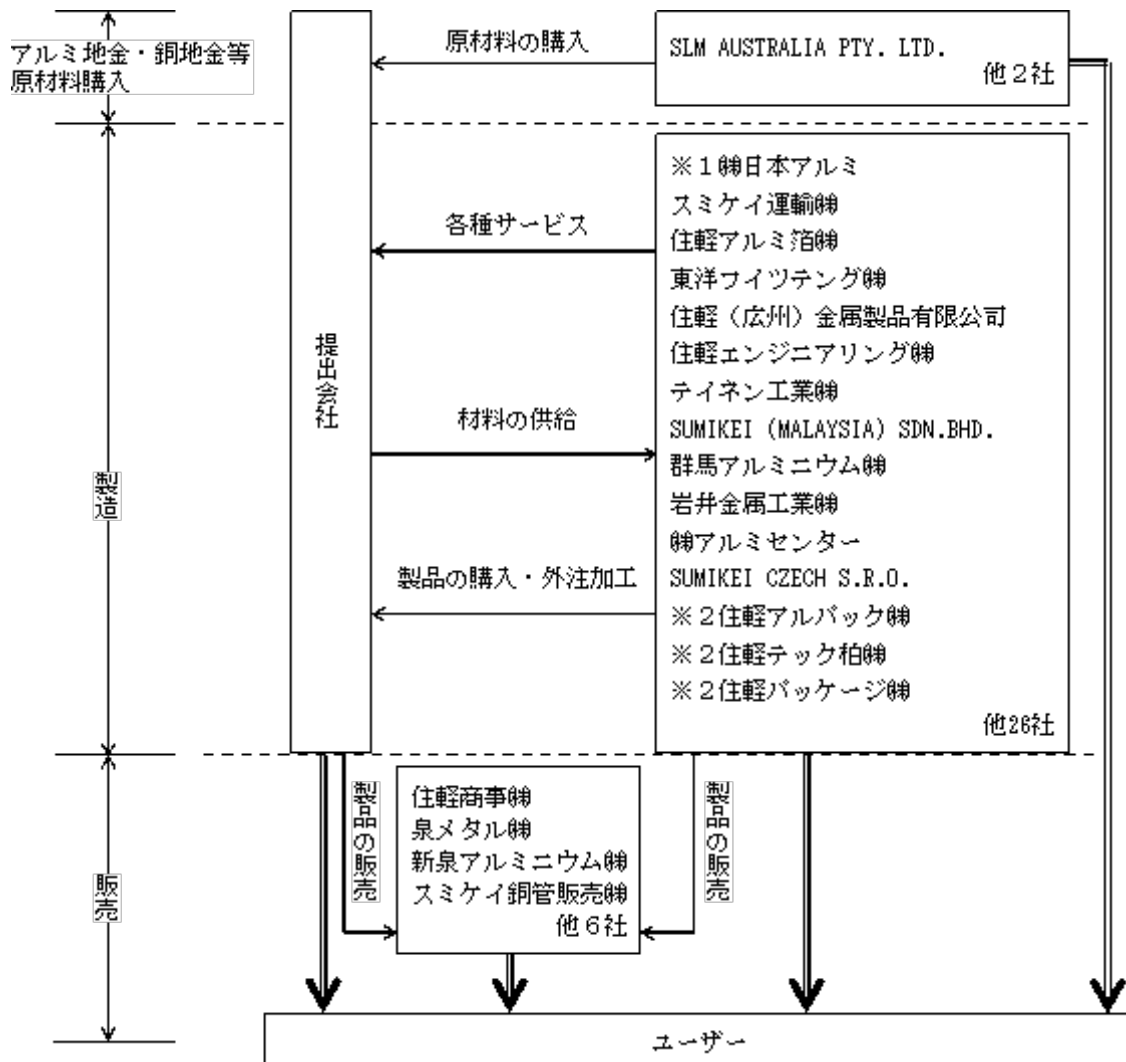 アルミ地金・銅地金等
原材料購入
原材料の購入
SLM AUSTRALIA PTY. LTD.
他２社
製造
提出会社
各種サービス
材料の供給
製品の購入・外注加工
※１㈱日本アルミ
スミケイ運輸㈱
住軽アルミ箔㈱
東洋フイツテング㈱
住軽（広州）金属製品有限公司
住軽エンジニアリング㈱
テイネン工業㈱
SUMIKEI (MALAYSIA) SDN.BHD.
群馬アルミニウム㈱
岩井金属工業㈱
㈱アルミセンター
SUMIKEI CZECH S.R.O.
※２住軽アルパック㈱
※２住軽テック柏㈱
※２住軽パッケージ㈱
他26社
販売
製品の販売
住軽商事㈱
泉メタル㈱
新泉アルミニウム㈱
スミケイ銅管販売㈱
他６社
製品の販売
ユーザー